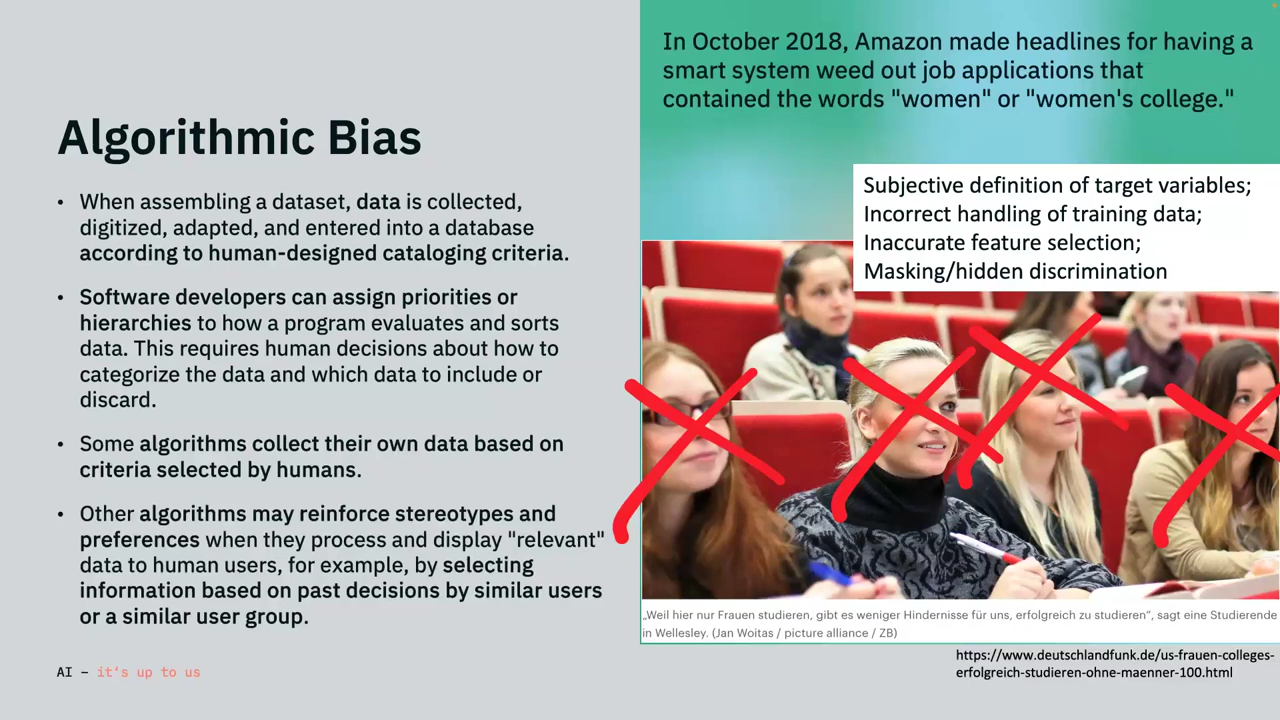 Algorithmic Bias
• When assembling a dataset, data is collected,
digitized, adapted, and entered into a database
according to human-designed cataloging criteria.
• Software developers can assign priorities or
hierarchies to how a program evaluates and sorts
data. This requires human decisions about how to
categorize the data and which data to include or
discard.
• Some algorithms collect their own data based on
criteria selected by humans.
• Other algorithms may reinforce stereotypes and
preferences when they process and display "relevant"
data to human users, for example, by selecting
information based on past decisions by similar users
or a similar user group.
AI – it's up to us
In October 2018, Amazon made headlines for having a
smart system weed out job applications that
contained the words "women" or "women's college."
Subjective definition of target variables;
Incorrect handling of training data;
Inaccurate feature selection;
Masking/hidden discrimination
„Weil hier nur Frauen studieren, gibt es weniger Hindernisse für uns, erfolgreich zu studieren“, sagt eine Studierende
in Wellesley. (Jan Woitas / picture alliance / ZB)
https://www.deutschlandfunk.de/us-frauen-colleges-
erfolgreich-studieren-ohne-maenner-100.html